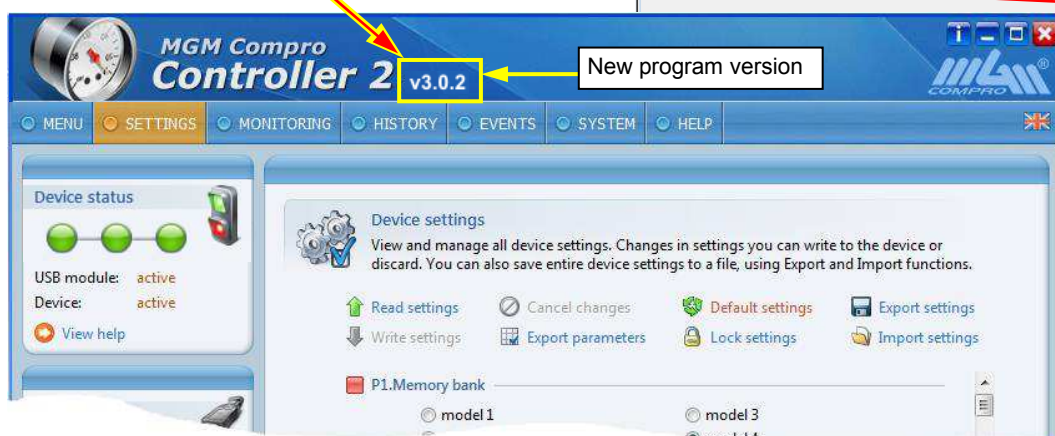 MGM Compro
Controller 2 v3.0.2
New program version
COMPRO ®
MENU SETTINGS MONITORING HISTORY EVENTS SYSTEM HELP
Device status
USB module: active
Device: active
View help
Device settings
View and manage all device settings. Changes in settings you can write to the device or
discard. You can also save entire device settings to a file, using Export and Import functions.
Read settings Cancel changes Default settings Export settings
Write settings Export parameters Lock settings Import settings
P1.Memory bank
model 1 model 3